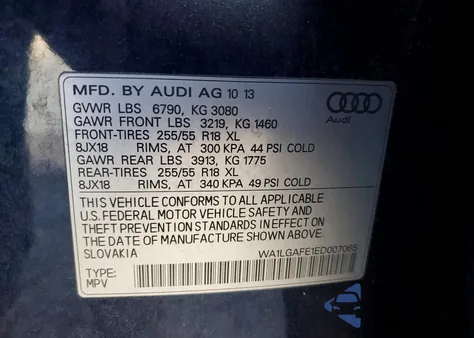 MFD. BY AUDI AG 10 13
GVWR LBS 6790, KG 3080
GAWR FRONT LBS 3219, KG 1460
FRONT-TIRES 255/55 R18 XL
8JX18 RIMS, AT 300 KPA 44 PSI COLD
GAWR REAR LBS 3913, KG 1775
REAR-TIRES 255/55 R18 XL
8JX18 RIMS, AT 340 KPA 49 PSI COLD
Audi
THIS VEHICLE CONFORMS TO ALL APPLICABLE
U.S. FEDERAL MOTOR VEHICLE SAFETY AND
THEFT PREVENTION STANDARDS IN EFFECT ON
THE DATE OF MANUFACTURE SHOWN ABOVE.
SLOVAKIA WA1LGAFE1ED007065
TYPE:
MPV